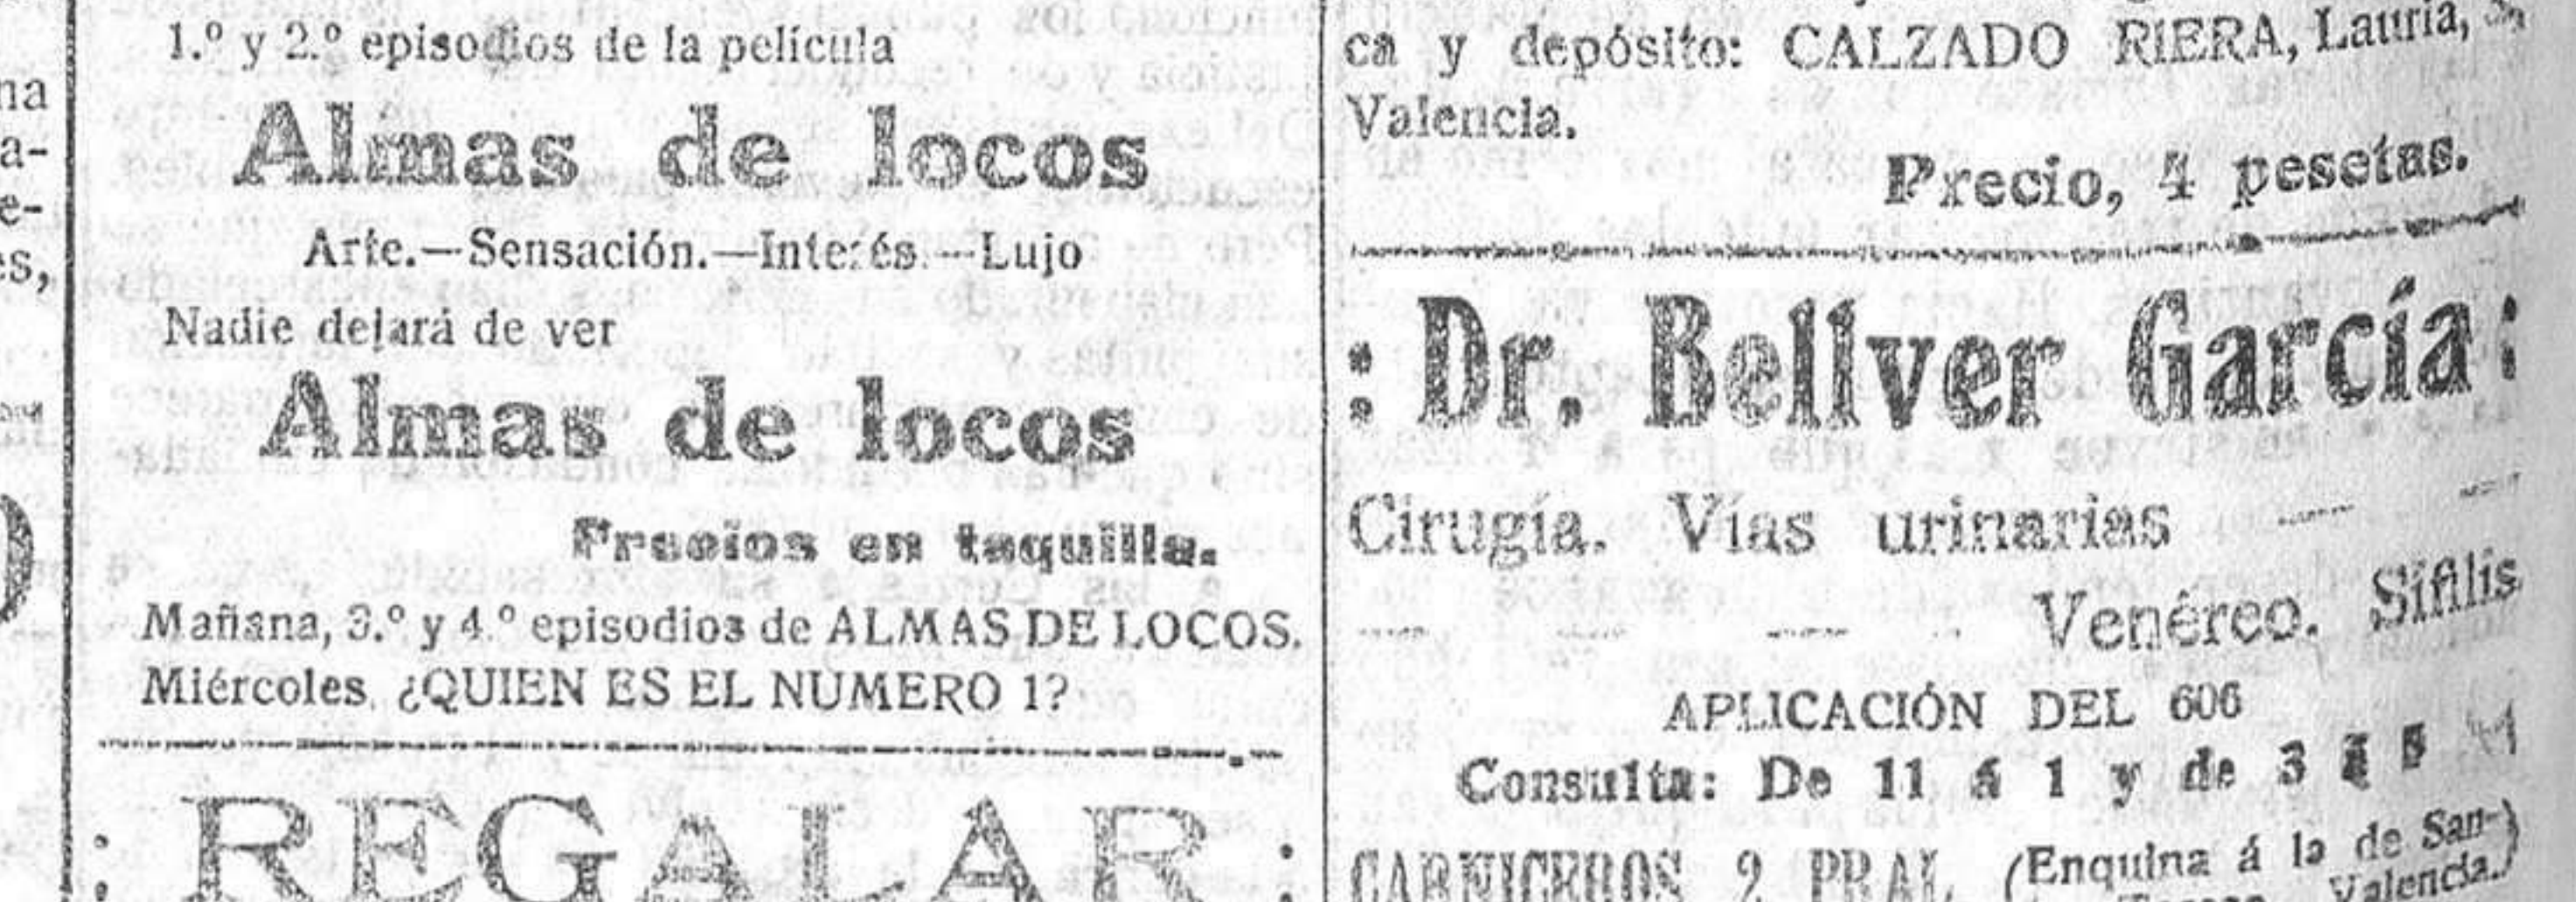 1.º y 2.º episodios de la película
Almas de locos
Arte.—Sensación.—Interés.—Lujo
Nadie dejará de ver
Almas de locos
Precios en taquilla.
Mañana, 3.º y 4.º episodios de ALMAS DE LOCOS.
Miércoles, ¿QUIEN ES EL NUMERO 1?
: REGALAR :
ca y depósito: CALZADO RIERA, Lauria,
Valencia.
Precio, 4 pesetas.
: Dr. Bellver García :
Cirugía. Vías urinarias — —
— — — — Venéreo. Sífilis
APLICACIÓN DEL 606
Consulta: De 11 á 1 y de 3 á 5
CARNICEROS 2 PRAL (Enquina á la de San-
Valencia.)
na
a-
e-
es,